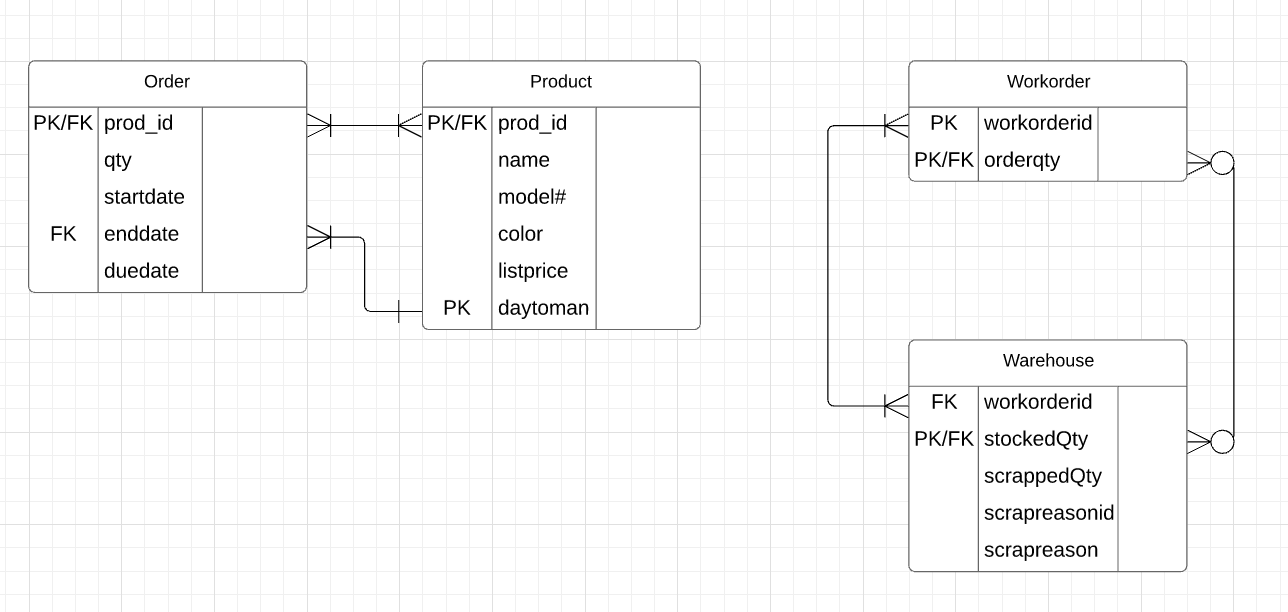 Order
PK/FK prod_id
qty
startdate
FK enddate
duedate
Product
PK/FK prod_id
name
model#
color
listprice
PK daytoman
Workorder
PK workorderid
PK/FK orderqty
Warehouse
FK workorderid
PK/FK stockedQty
scrappedQty
scrapreasonid
scrapreason